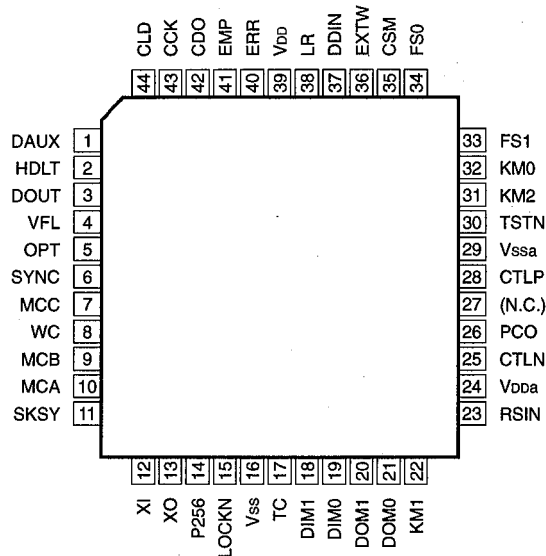 CLD CCK CDO EMP ERR VDD LR DDIN EXTW CSM FS0
44 43 42 41 40 39 38 37 36 35 34
DAUX 1
HDLT 2
DOUT 3
VFL 4
OPT 5
SYNC 6
MCC 7
WC 8
MCB 9
MCA 10
SKSY 11
33 FS1
32 KM0
31 KM2
30 TSTN
29 Vssa
28 CTLP
27 (N.C.)
26 PCO
25 CTLN
24 VDDa
23 RSIN
12 13 14 15 16 17 18 19 20 21 22
XI XO P256 LOCKN Vss TC DIM1 DIM0 DOM1 DOM0 KM1